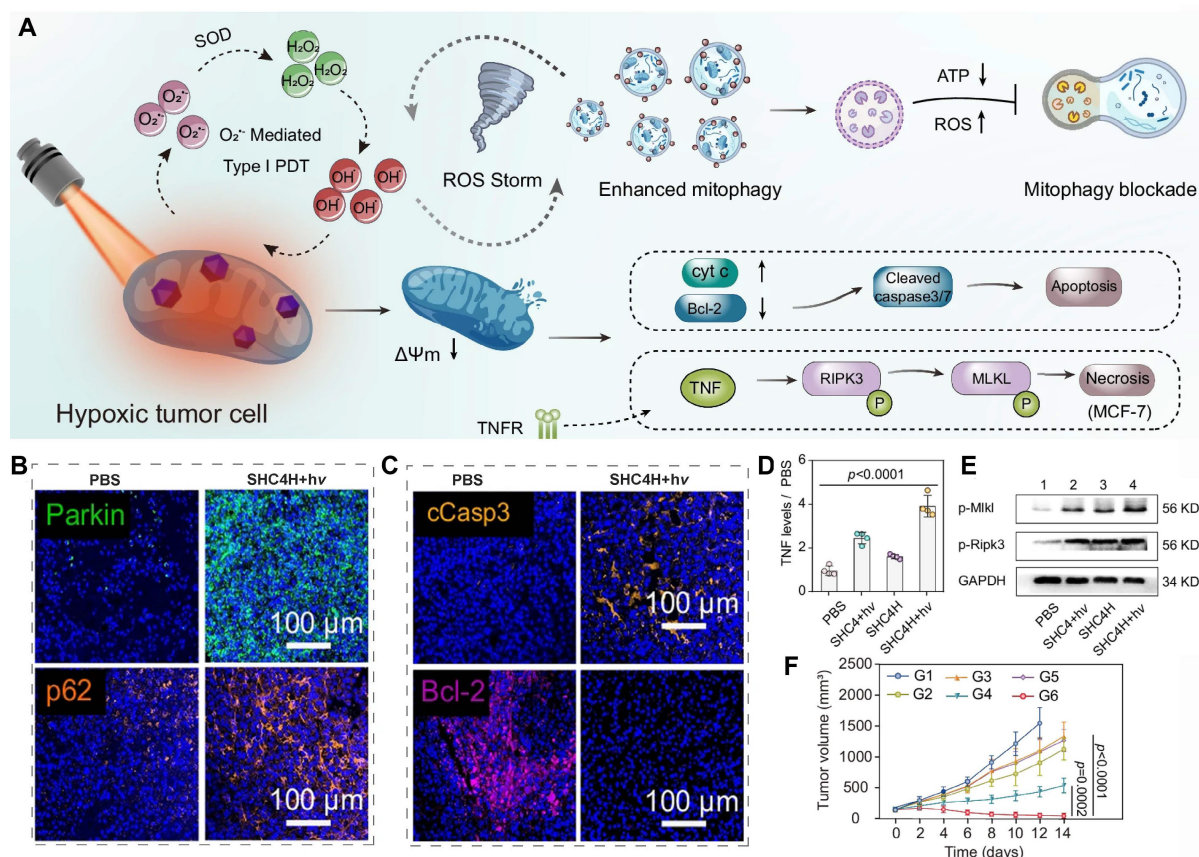 A
SOD
H₂O₂
H₂O₂
H₂O₂
O₂•-
O₂•-
O₂•-
O₂•- Mediated
Type I PDT
OH•
OH•
OH•
OH•
ROS Storm
Enhanced mitophagy
ATP ↓
ROS ↑
Mitophagy blockade
Hypoxic tumor cell
ΔΨm ↓
cyt c ↑
Bcl-2 ↓
Cleaved
caspase3/7
Apoptosis
TNF
RIPK3
P
MLKL
P
Necrosis
(MCF-7)
TNFR
B
PBS
SHC4H+hv
Parkin
100 µm
p62
100 µm
C
PBS
SHC4H+hv
cCasp3
100 µm
Bcl-2
100 µm
D
TNF levels / PBS
6
4
2
0
p<0.0001
PBS
SHC4+hv
SHC4H
SHC4H+hv
E
1 2 3 4
p-Mlkl 56 KD
p-Ripk3 56 KD
GAPDH 34 KD
PBS
SHC4+hv
SHC4H
SHC4H+hv
F
Tumor volume (mm³)
2500
2000
1500
1000
500
0
G1 G3 G5
G2 G4 G6
p<0.0001
p=0.0002
0 2 4 6 8 10 12 14
Time (days)